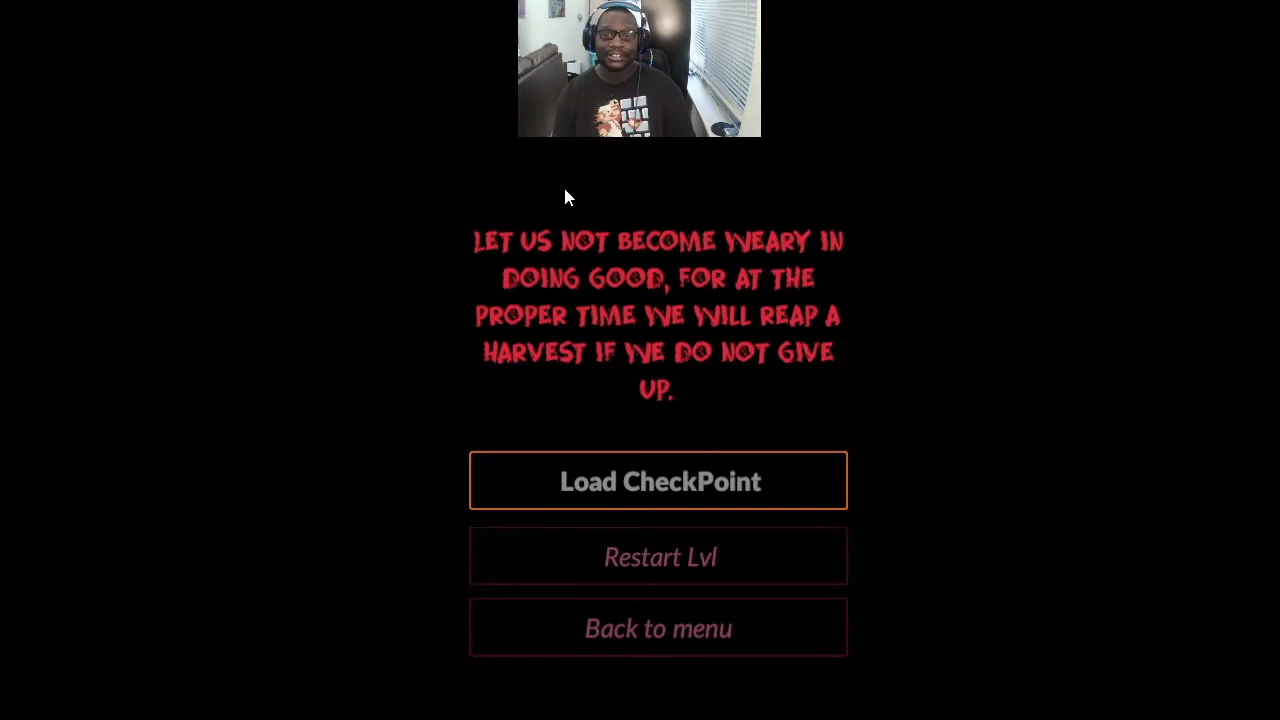 LET US NOT BECOME WEARY IN
DOING GOOD, FOR AT THE
PROPER TIME WE WILL REAP A
HARVEST IF WE DO NOT GIVE
UP.
Load CheckPoint
Restart Lvl
Back to menu